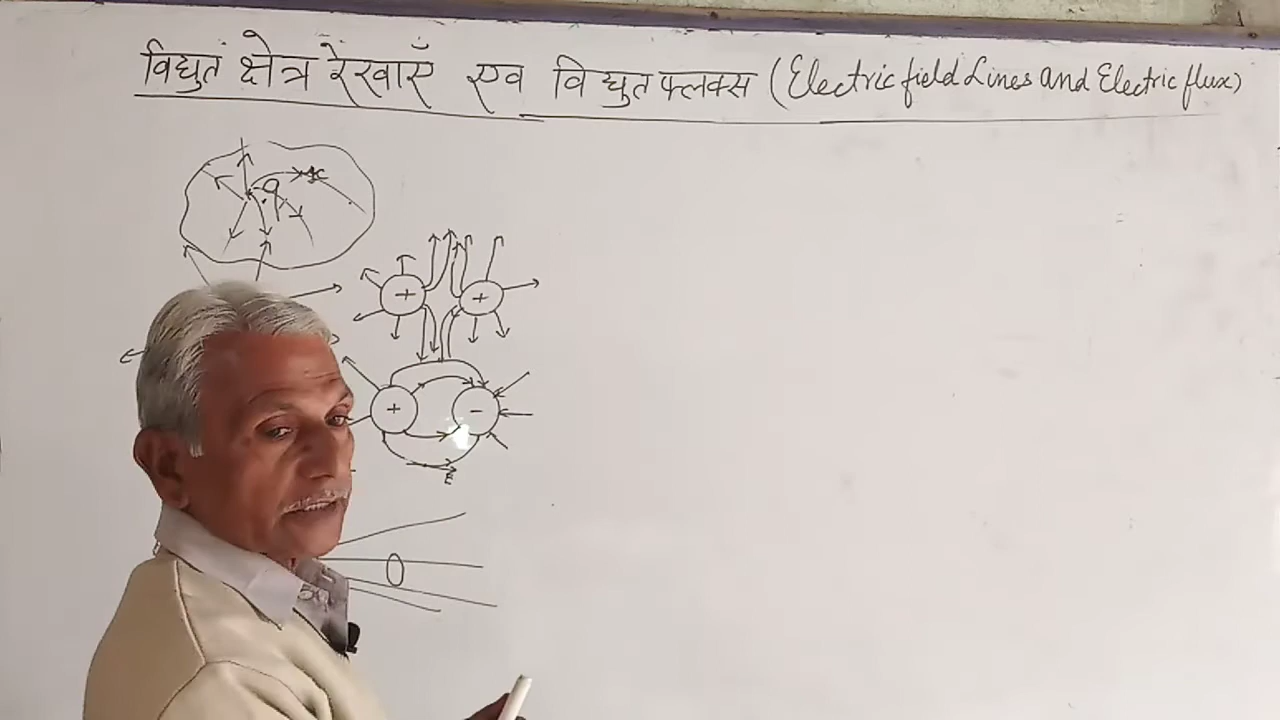 विद्युत क्षेत्र रेखाएँ एव विद्युत फ्लक्स (Electric field Lines and Electric flux)
q
+ +
+ -
E